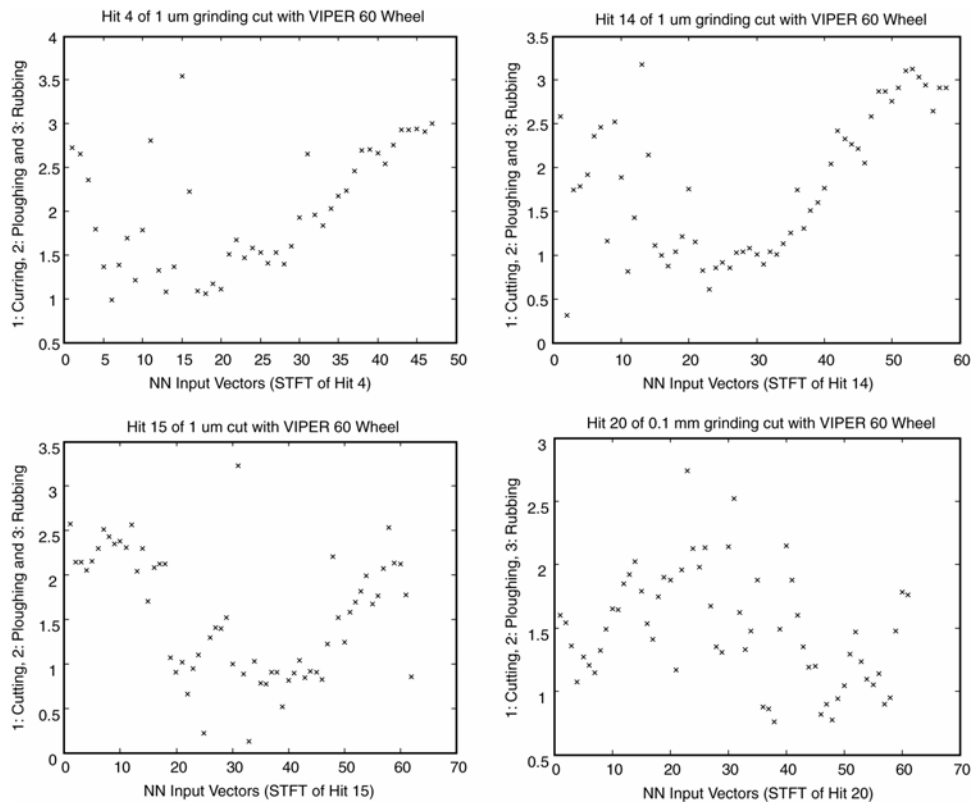 Hit 4 of 1 um grinding cut with VIPER 60 Wheel
4
3.5
3
2.5
2
1.5
1
0.5
1: Curring, 2: Ploughing and 3: Rubbing
0 5 10 15 20 25 30 35 40 45 50
NN Input Vectors (STFT of Hit 4)
Hit 14 of 1 um grinding cut with VIPER 60 Wheel
3.5
3
2.5
2
1.5
1
0.5
0
1: Cutting, 2: Ploughing and 3: Rubbing
0 10 20 30 40 50 60
NN Input Vectors (STFT of Hit 14)
Hit 15 of 1 um cut with VIPER 60 Wheel
3.5
3
2.5
2
1.5
1
0.5
0
1: Cutting, 2: Ploughing and 3: Rubbing
0 10 20 30 40 50 60 70
NN Input Vectors (STFT of Hit 15)
Hit 20 of 0.1 mm grinding cut with VIPER 60 Wheel
3
2.5
2
1.5
1
0.5
1: Cutting, 2: Ploughing, 3: Rubbing
0 10 20 30 40 50 60 70
NN Input Vectors (STFT of Hit 20)